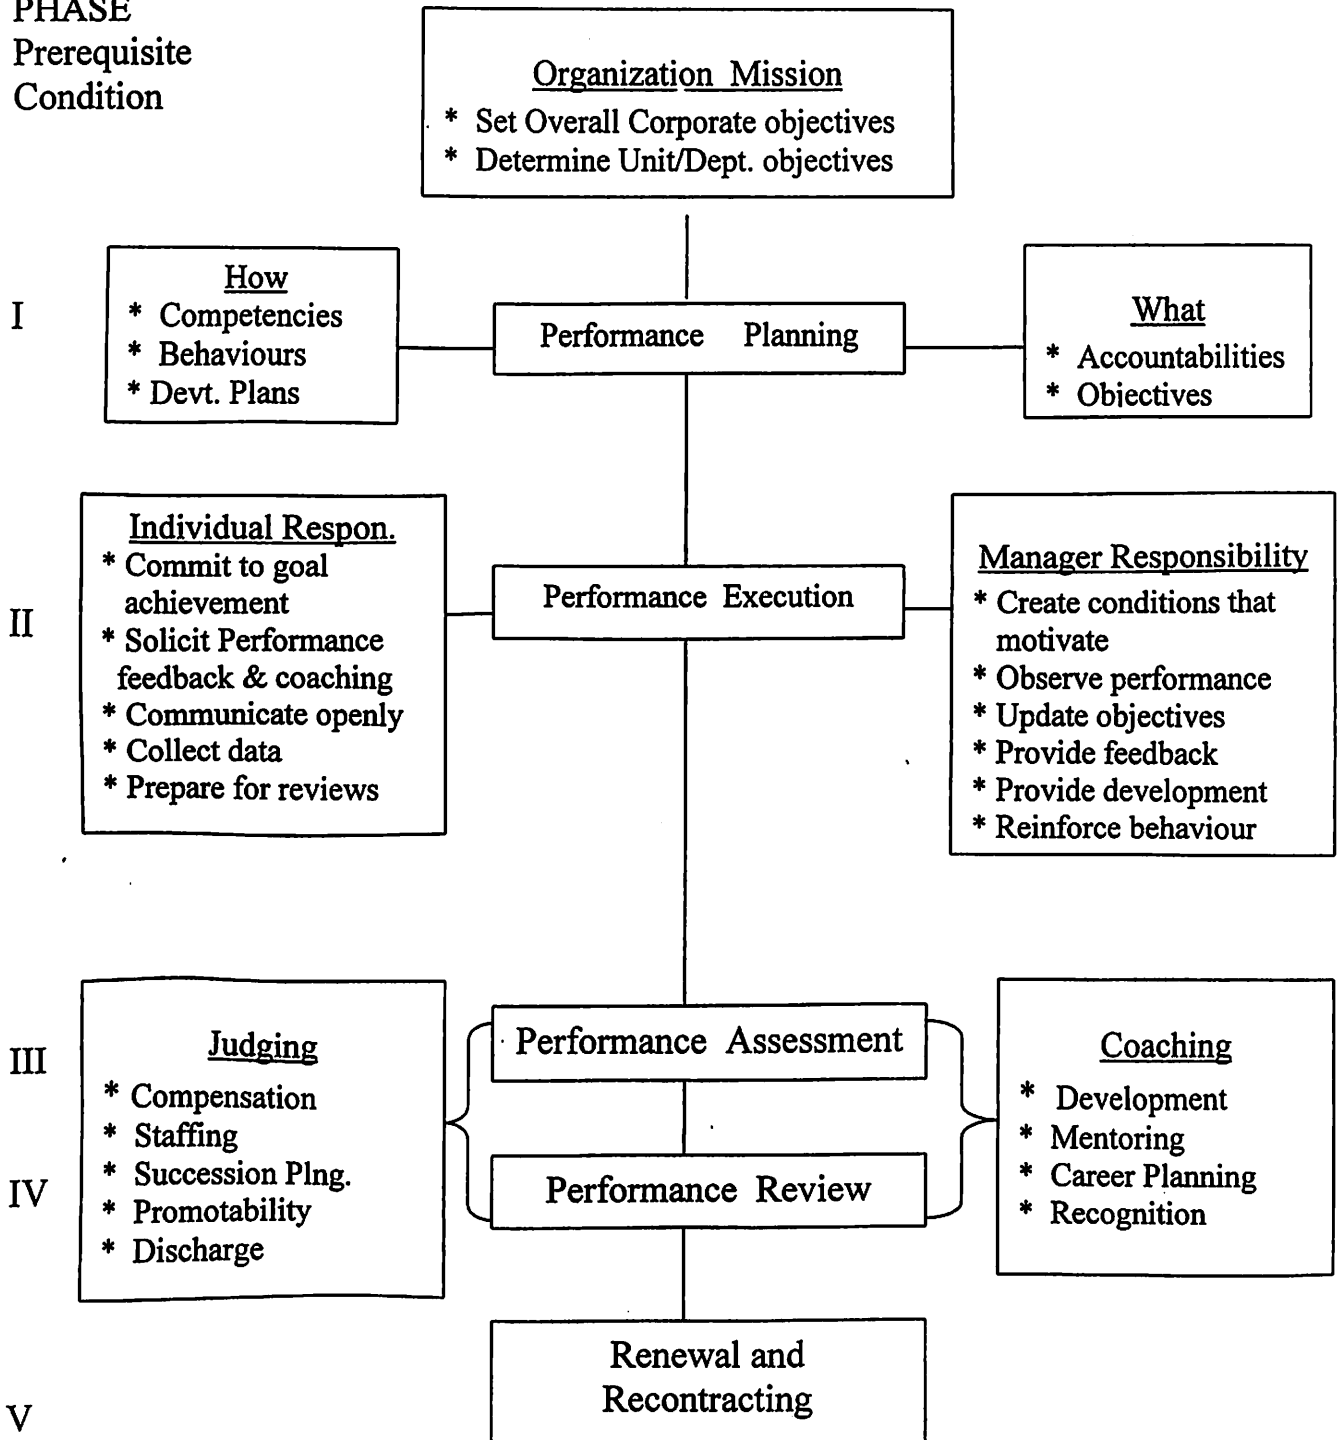 PHASE
Prerequisite
Condition
Organization Mission
* Set Overall Corporate objectives
* Determine Unit/Dept. objectives
I
How
* Competencies
* Behaviours
* Devt. Plans
Performance Planning
What
* Accountabilities
* Objectives
II
Individual Respon.
* Commit to goal
achievement
* Solicit Performance
feedback & coaching
* Communicate openly
* Collect data
* Prepare for reviews
Performance Execution
Manager Responsibility
* Create conditions that
motivate
* Observe performance
* Update objectives
* Provide feedback
* Provide development
* Reinforce behaviour
III
IV
Judging
* Compensation
* Staffing
* Succession Plng.
* Promotability
* Discharge
Performance Assessment
Performance Review
Coaching
* Development
* Mentoring
* Career Planning
* Recognition
V
Renewal and
Recontracting